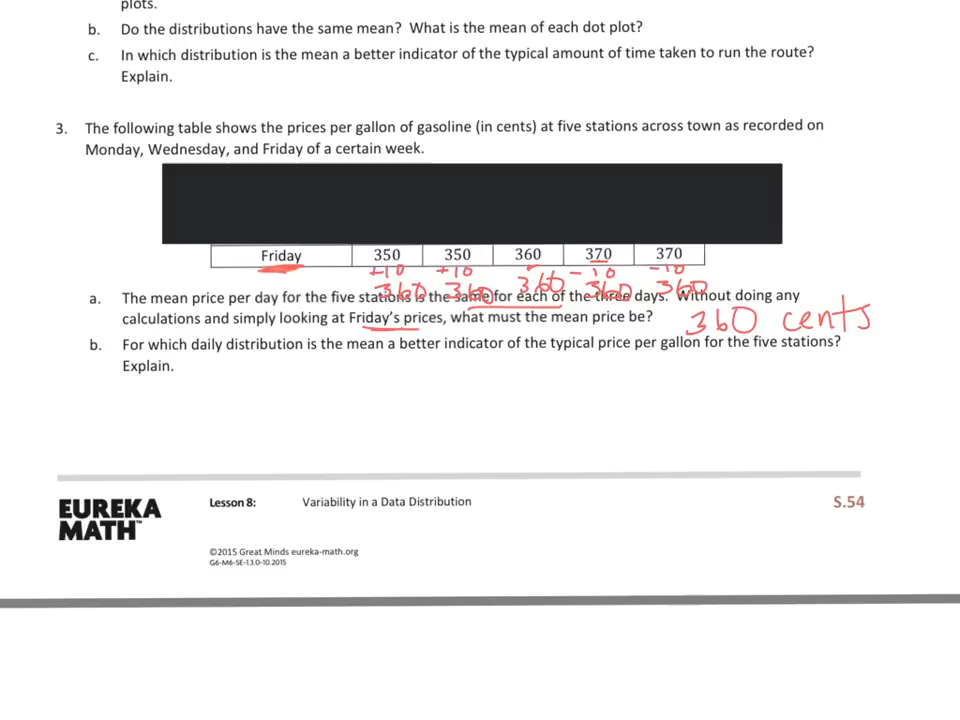 plots.
b. Do the distributions have the same mean? What is the mean of each dot plot?
c. In which distribution is the mean a better indicator of the typical amount of time taken to run the route?
Explain.
3. The following table shows the prices per gallon of gasoline (in cents) at five stations across town as recorded on
Monday, Wednesday, and Friday of a certain week.
Friday 350 350 360 370 370
+10 +10 -10 -10
360 360 360 360 360
a. The mean price per day for the five stations is the same for each of the three days. Without doing any
calculations and simply looking at Friday's prices, what must the mean price be? 360 cents
b. For which daily distribution is the mean a better indicator of the typical price per gallon for the five stations?
Explain.
EUREKA
MATH™
Lesson 8: Variability in a Data Distribution
S.54
©2015 Great Minds eureka-math.org
G6-M6-SE-1.3.0-10.2015